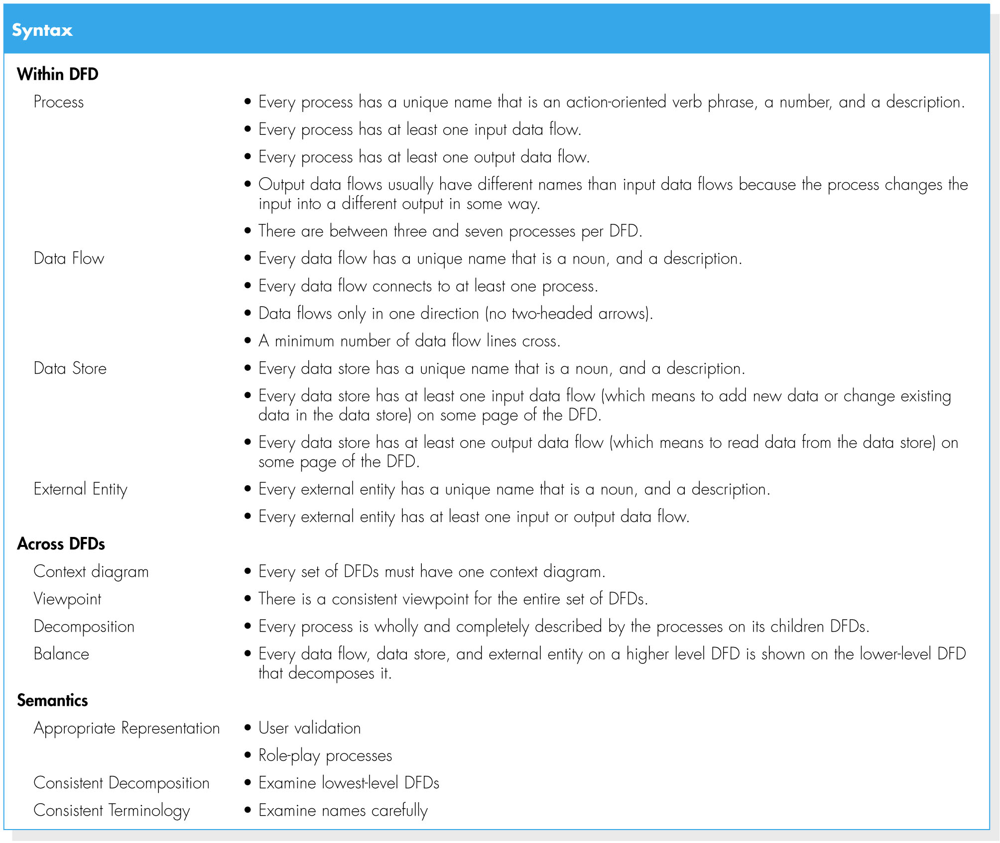 Syntax
Within DFD
Process
• Every process has a unique name that is an action-oriented verb phrase, a number, and a description.
• Every process has at least one input data flow.
• Every process has at least one output data flow.
• Output data flows usually have different names than input data flows because the process changes the
input into a different output in some way.
• There are between three and seven processes per DFD.
Data Flow
• Every data flow has a unique name that is a noun, and a description.
• Every data flow connects to at least one process.
• Data flows only in one direction (no two-headed arrows).
• A minimum number of data flow lines cross.
Data Store
• Every data store has a unique name that is a noun, and a description.
• Every data store has at least one input data flow (which means to add new data or change existing
data in the data store) on some page of the DFD.
• Every data store has at least one output data flow (which means to read data from the data store) on
some page of the DFD.
External Entity
• Every external entity has a unique name that is a noun, and a description.
• Every external entity has at least one input or output data flow.
Across DFDs
Context diagram
• Every set of DFDs must have one context diagram.
Viewpoint
• There is a consistent viewpoint for the entire set of DFDs.
Decomposition
• Every process is wholly and completely described by the processes on its children DFDs.
Balance
• Every data flow, data store, and external entity on a higher level DFD is shown on the lower-level DFD
that decomposes it.
Semantics
Appropriate Representation
• User validation
• Role-play processes
Consistent Decomposition
• Examine lowest-level DFDs
Consistent Terminology
• Examine names carefully